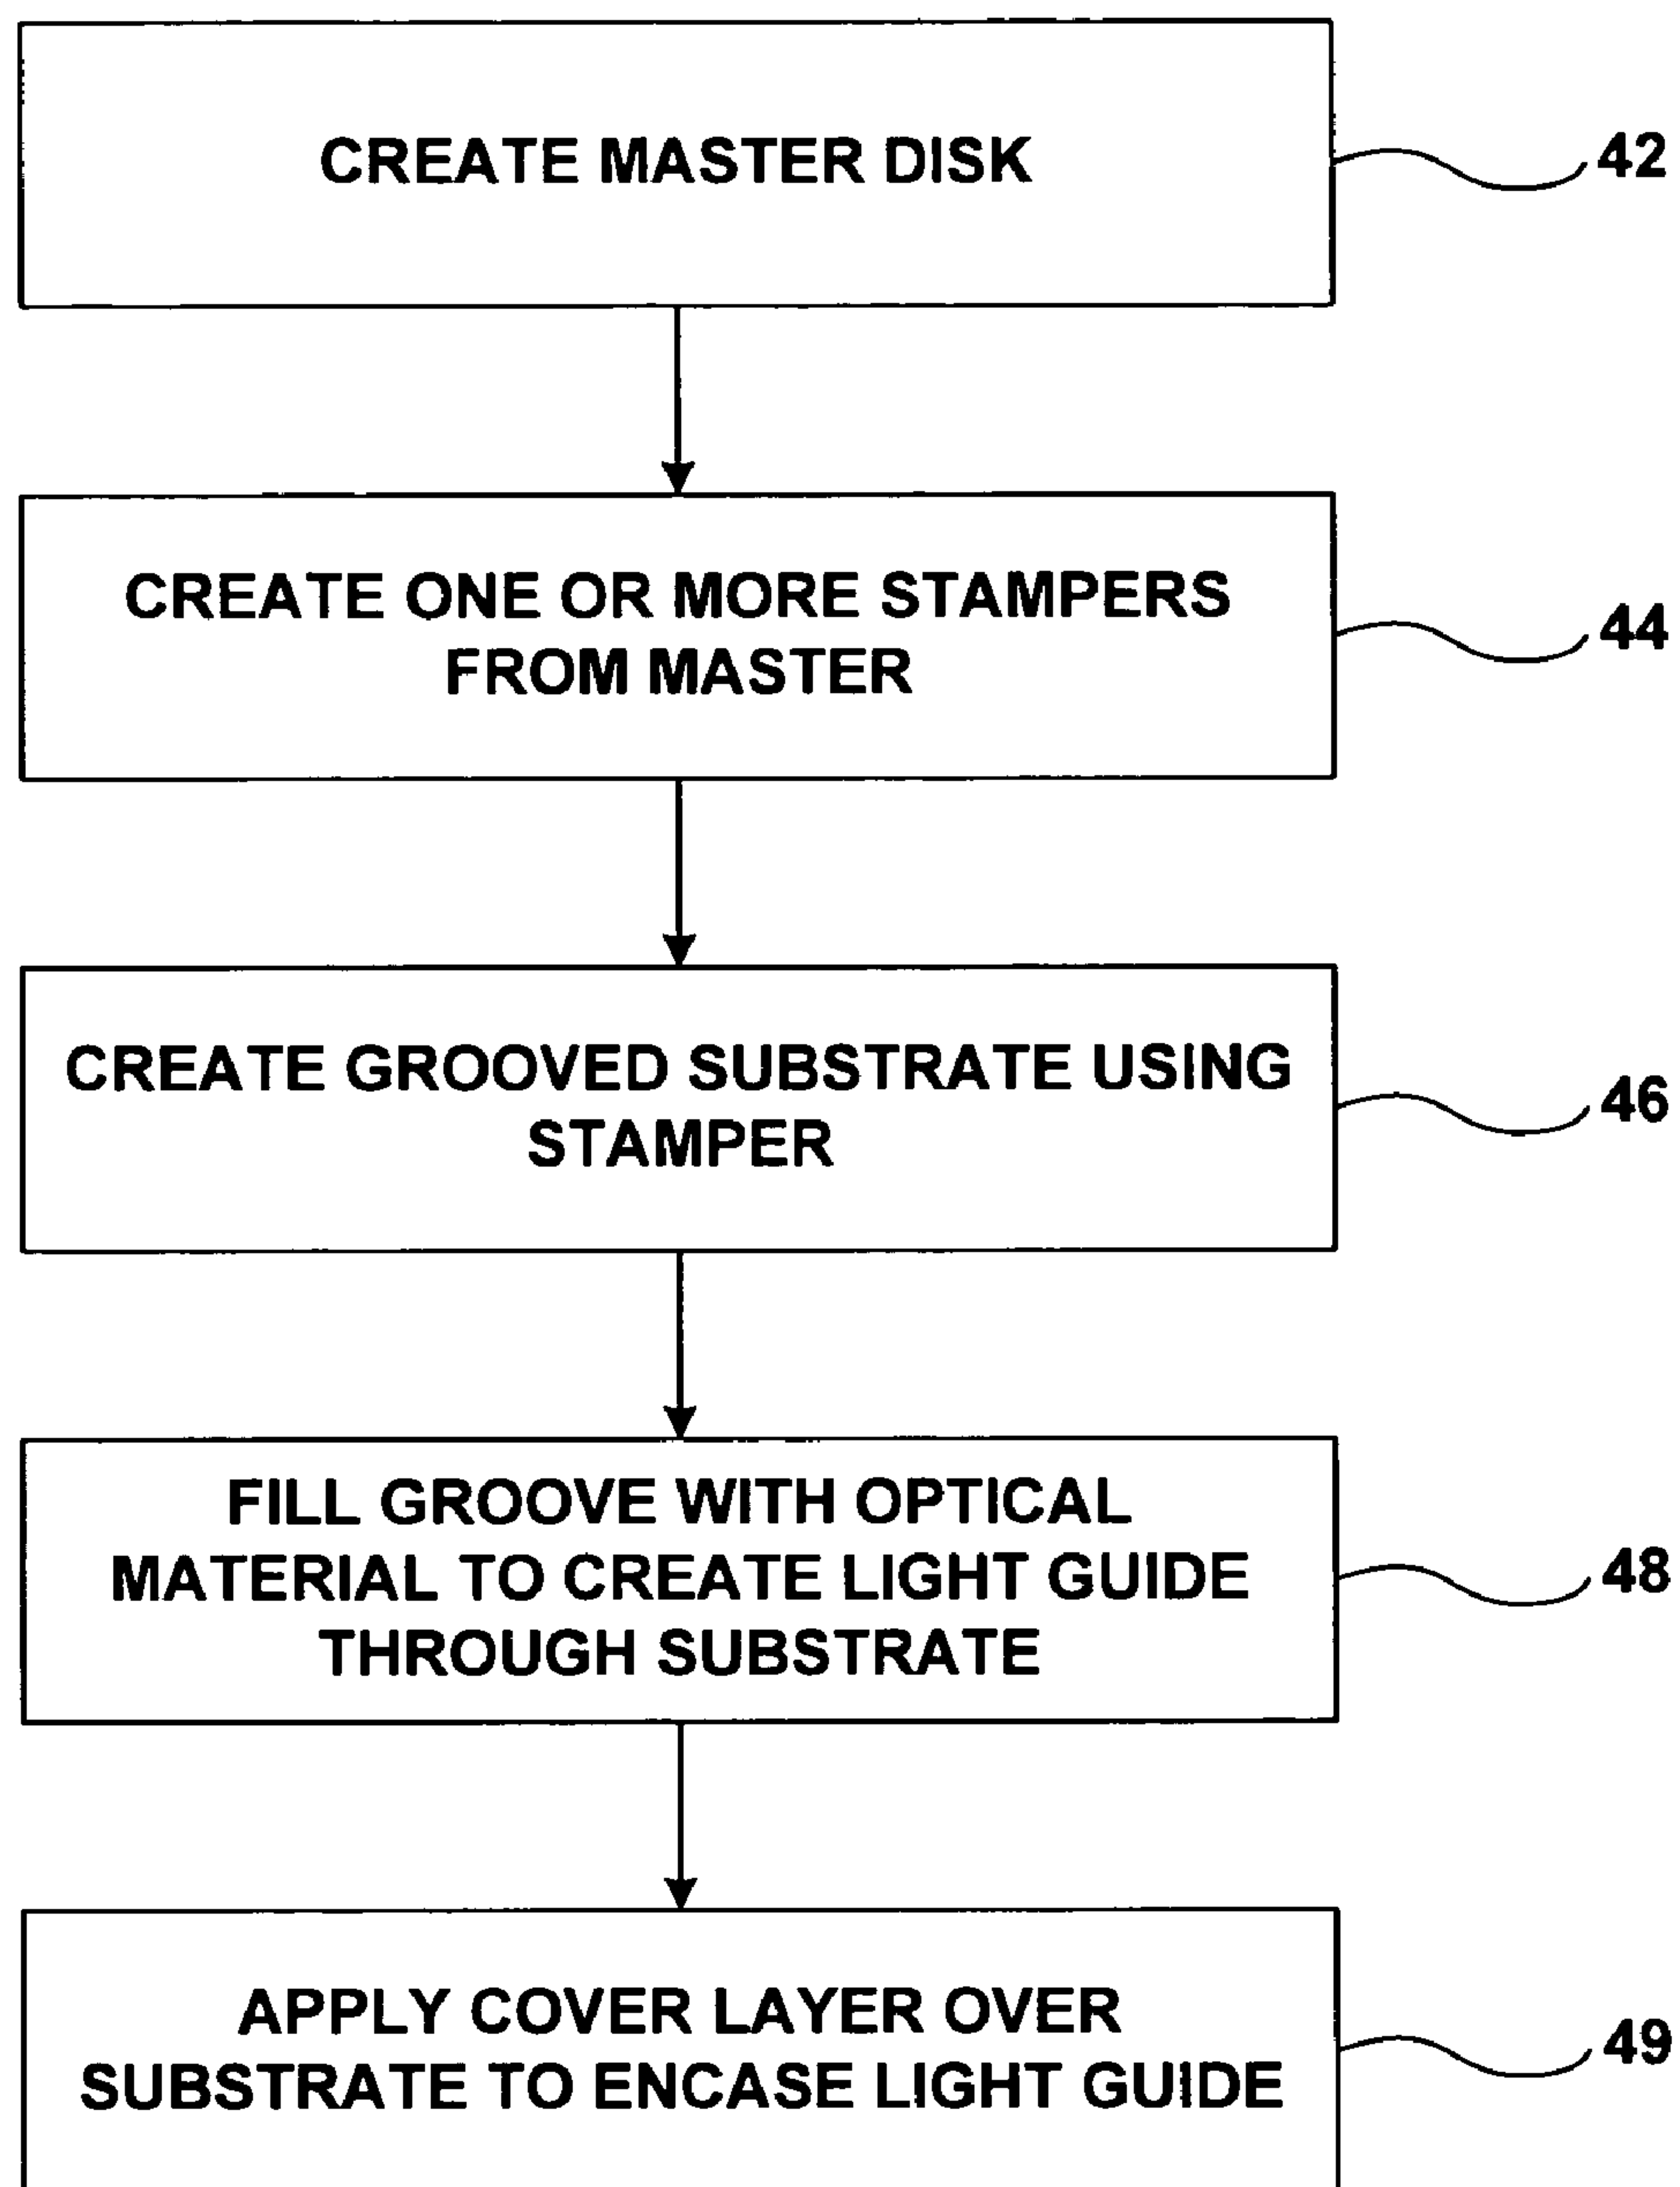 CREATE MASTER DISK
42
CREATE ONE OR MORE STAMPERS
FROM MASTER
44
CREATE GROOVED SUBSTRATE USING
STAMPER
46
FILL GROOVE WITH OPTICAL
MATERIAL TO CREATE LIGHT GUIDE
THROUGH SUBSTRATE
48
APPLY COVER LAYER OVER
SUBSTRATE TO ENCASE LIGHT GUIDE
49